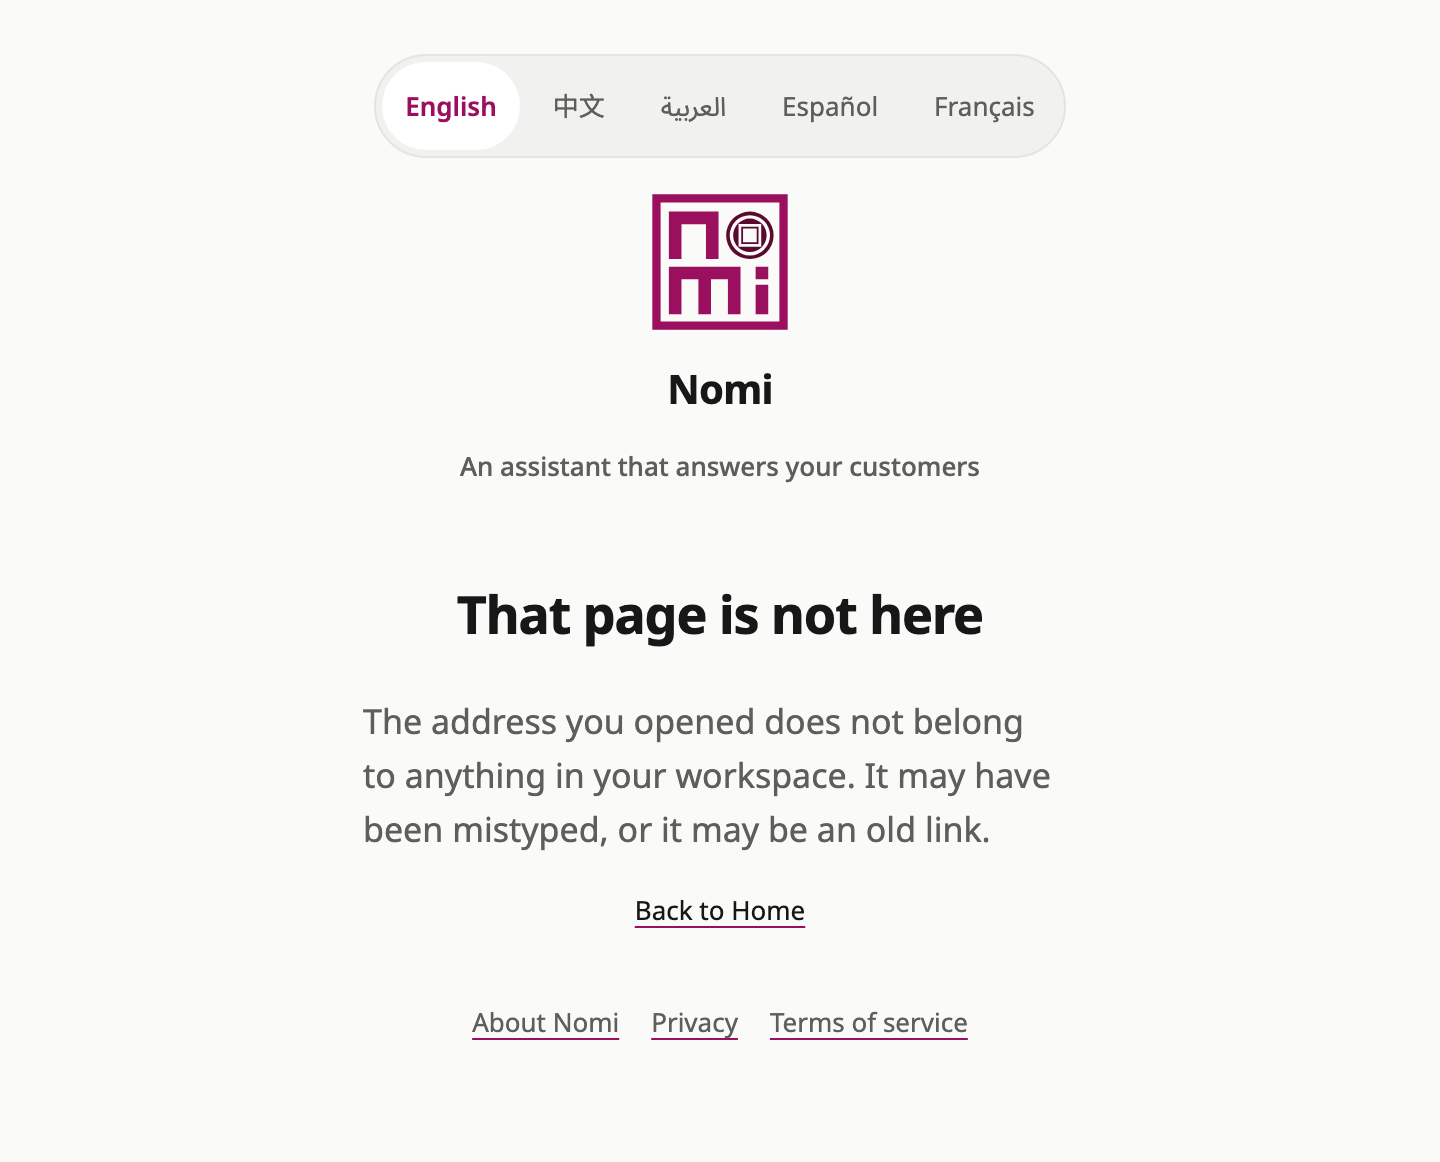 English
中文
العربية
Español
Français
nomi
Nomi
An assistant that answers your customers
That page is not here
The address you opened does not belong
to anything in your workspace. It may have
been mistyped, or it may be an old link.
Back to Home
About Nomi
Privacy
Terms of service